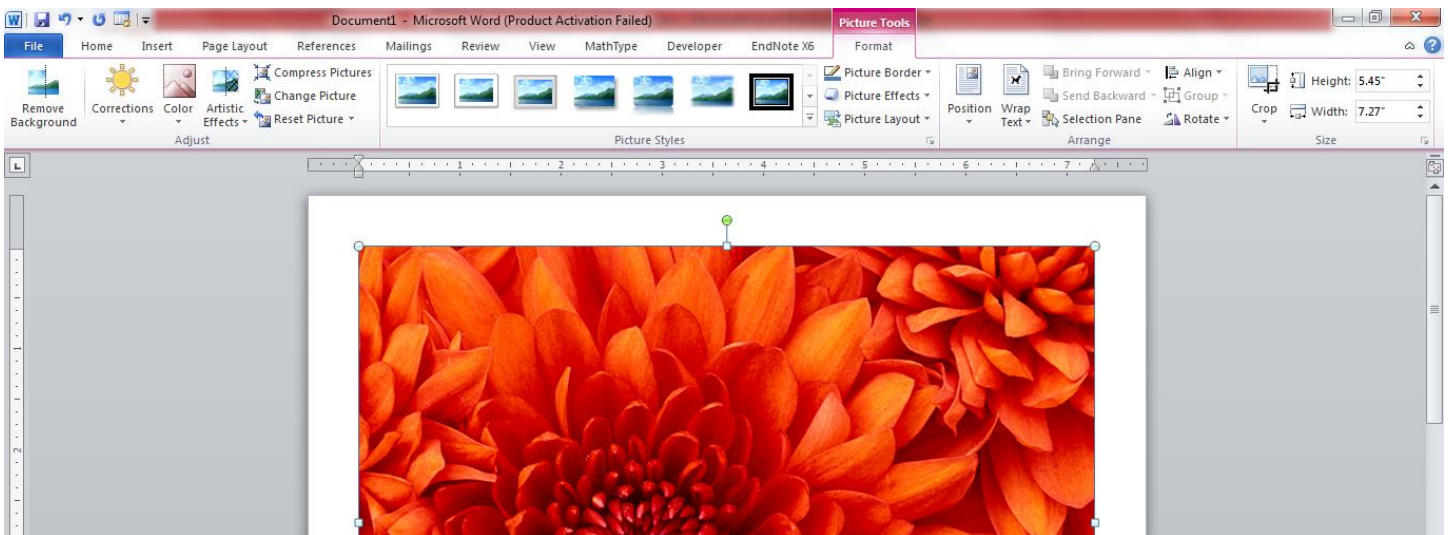 Document1 - Microsoft Word (Product Activation Failed)
Picture Tools
File Home Insert Page Layout References Mailings Review View MathType Developer EndNote X6 Format
Remove Background
Corrections
Color
Artistic Effects
Compress Pictures
Change Picture
Reset Picture
Adjust
Picture Styles
Picture Border
Picture Effects
Picture Layout
Position
Wrap Text
Bring Forward
Send Backward
Selection Pane
Align
Group
Rotate
Arrange
Crop
Height: 5.45"
Width: 7.27"
Size
L
1 2 3 4 5 6 7
1
2